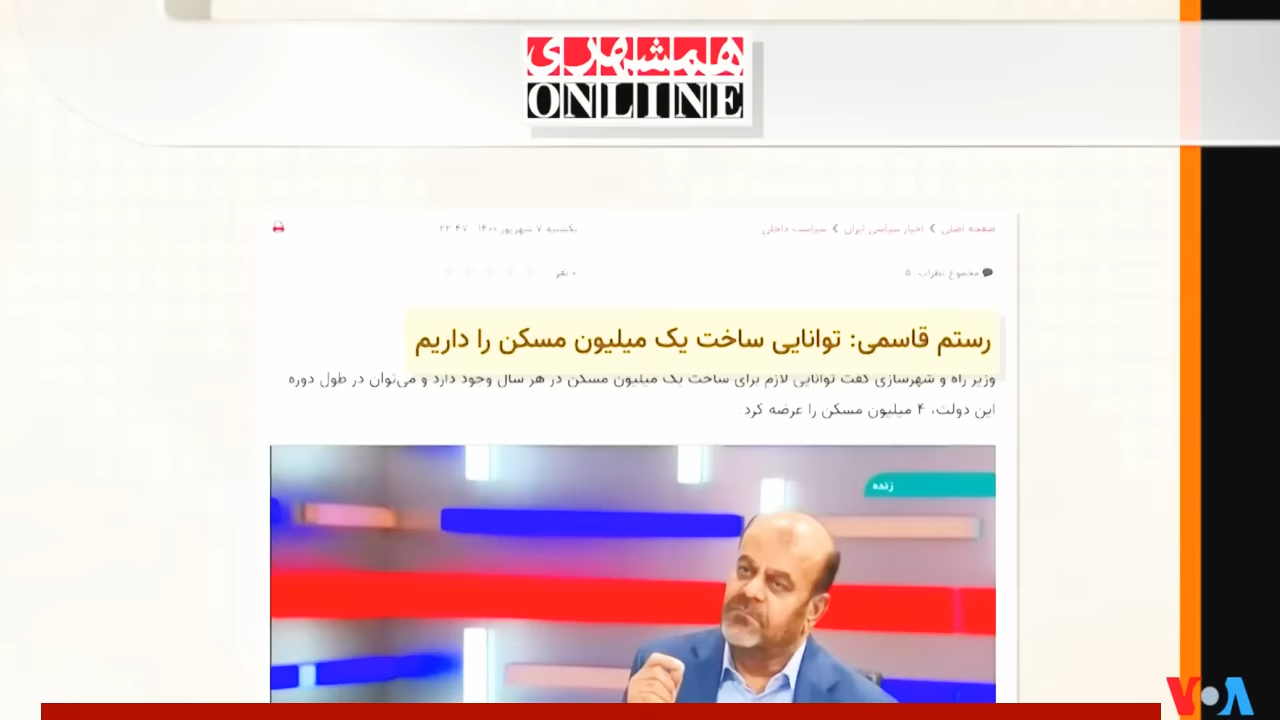 همشهری
ONLINE
صفحه اصلی › اخبار سیاسی ایران › سیاست داخلی
یکشنبه ۷ شهریور ۱۴۰۰ - ۲۲:۴۷
مجموع نظرات: ۵
۰ نفر
رستم قاسمی: توانایی ساخت یک میلیون مسکن را داریم
وزیر راه و شهرسازی گفت توانایی لازم برای ساخت یک میلیون مسکن در هر سال وجود دارد و می‌توان در طول دوره
این دولت، ۴ میلیون مسکن را عرضه کرد.
زنده
VOA